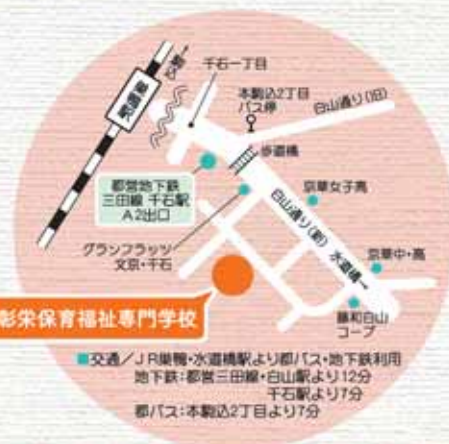 駒込→
巣鴨駅
千石一丁目
本駒込2丁目
バス停
白山通り(旧)
歩道橋
都営地下鉄
三田線 千石駅
A2出口
京華女子高
グランフラッツ
文京・千石
白山通り(新)
水道橋→
京華中・高
彰栄保育福祉専門学校
藤和白山
コープ
■交通/JR巣鴨・水道橋駅より都バス・地下鉄利用
地下鉄:都営三田線・白山駅より12分
千石駅より7分
都バス:本駒込2丁目より7分